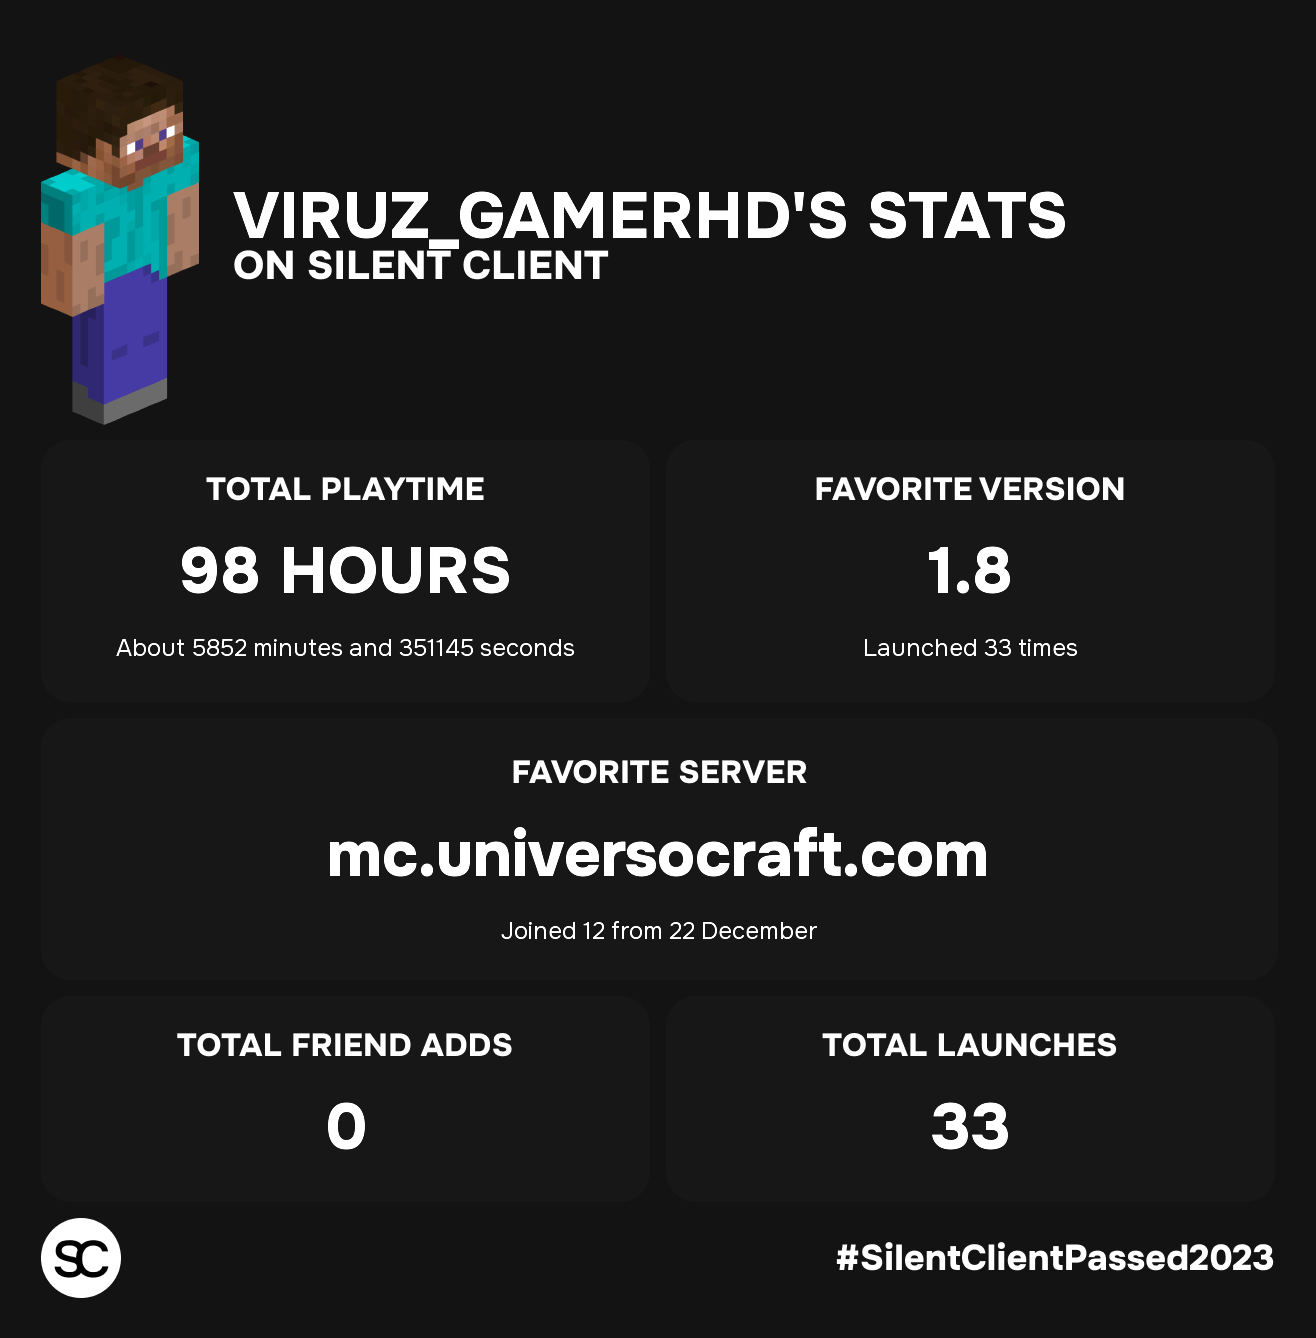 VIRUZ_GAMERHD'S STATS
ON SILENT CLIENT
TOTAL PLAYTIME
98 HOURS
About 5852 minutes and 351145 seconds
FAVORITE VERSION
1.8
Launched 33 times
FAVORITE SERVER
mc.universocraft.com
Joined 12 from 22 December
TOTAL FRIEND ADDS
0
TOTAL LAUNCHES
33
SC
#SilentClientPassed2023